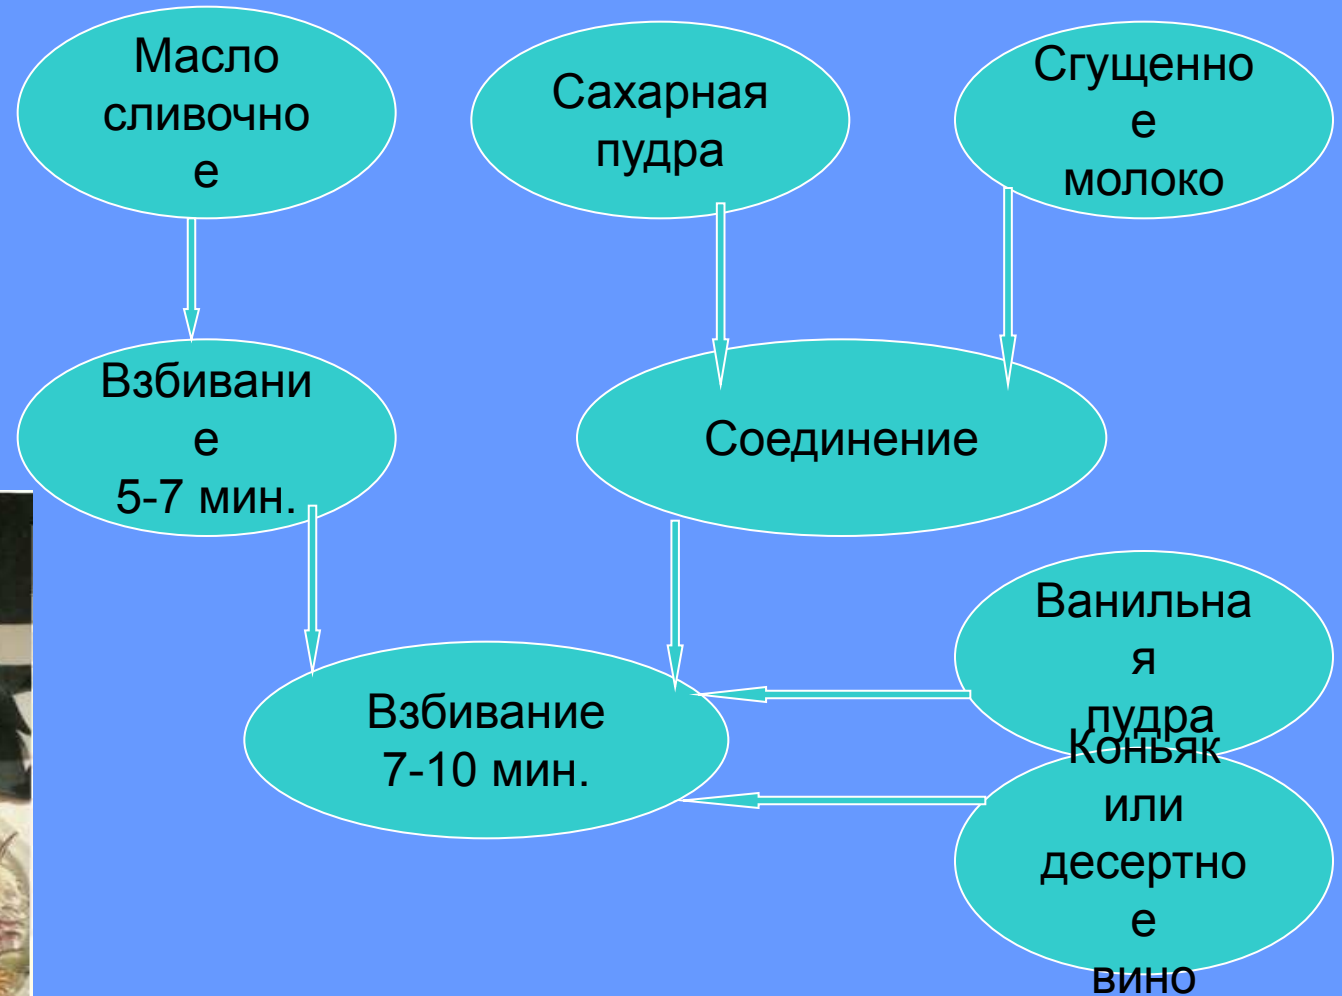 Масло
сливочно
е
Сахарная
пудра
Сгущенно
е
молоко
Взбивани
е
5-7 мин.
Соединение
Взбивание
7-10 мин.
Ванильна
я
пудра
Коньяк
или
десертно
е
вино